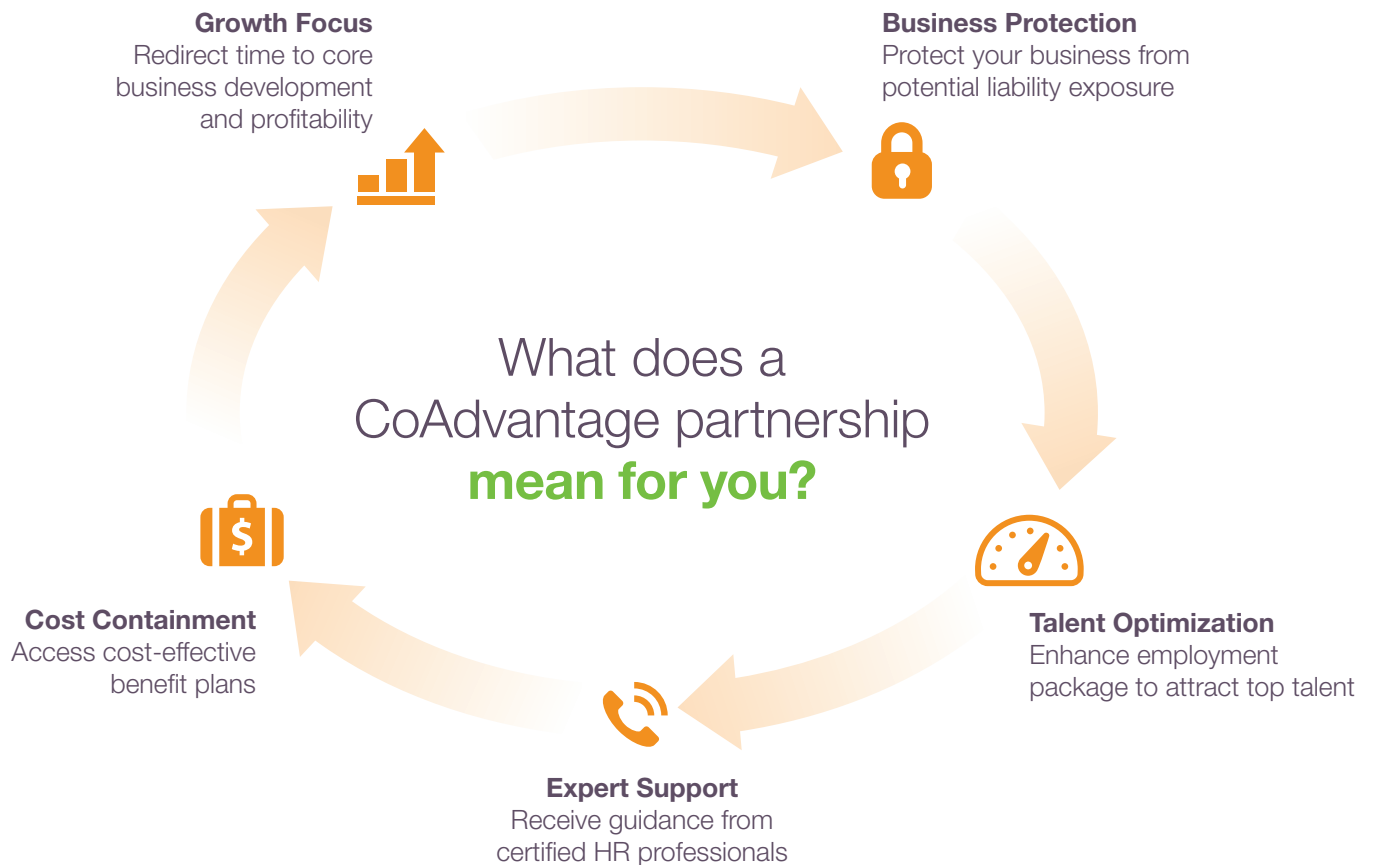 Growth Focus
Redirect time to core
business development
and profitability
Business Protection
Protect your business from
potential liability exposure
What does a
CoAdvantage partnership
mean for you?
$
Cost Containment
Access cost-effective
benefit plans
Talent Optimization
Enhance employment
package to attract top talent
Expert Support
Receive guidance from
certified HR professionals